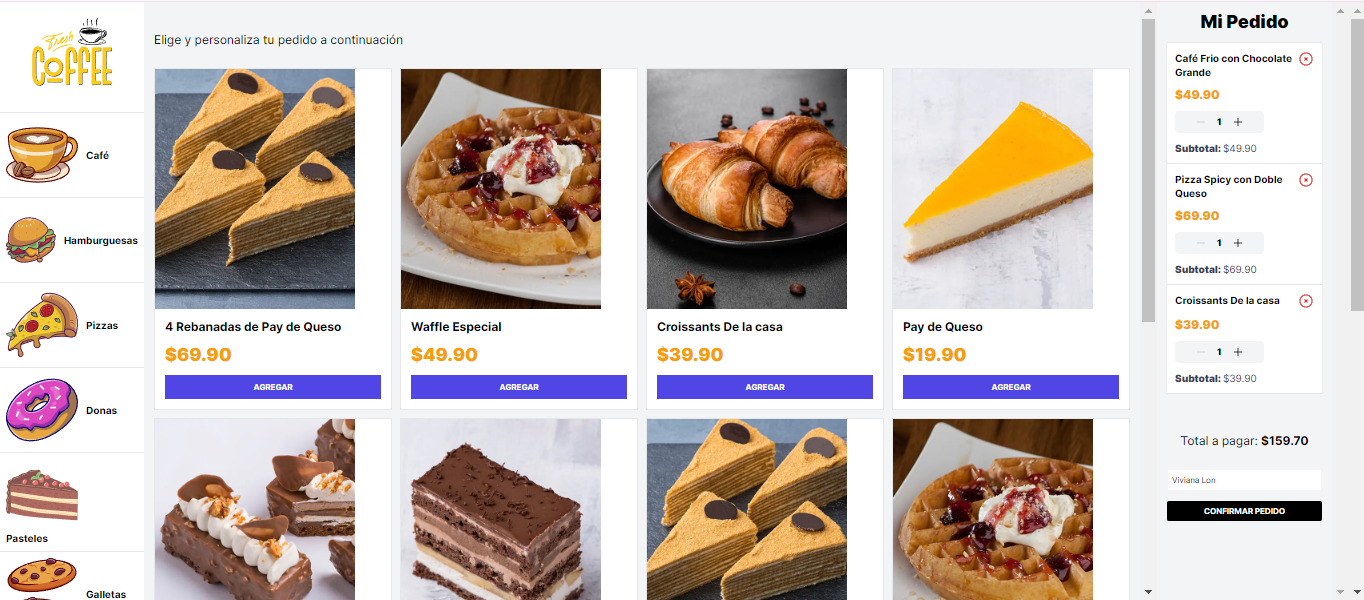 Fresh
COFFEE
Café
Hamburguesas
Pizzas
Donas
Pasteles
Galletas
Elige y personaliza tu pedido a continuación
4 Rebanadas de Pay de Queso
$69.90
AGREGAR
Waffle Especial
$49.90
AGREGAR
Croissants De la casa
$39.90
AGREGAR
Pay de Queso
$19.90
AGREGAR
Mi Pedido
Café Frio con Chocolate
Grande
$49.90
1
Subtotal: $49.90
Pizza Spicy con Doble
Queso
$69.90
1
Subtotal: $69.90
Croissants De la casa
$39.90
1
Subtotal: $39.90
Total a pagar: $159.70
Viviana Lon
CONFIRMAR PEDIDO